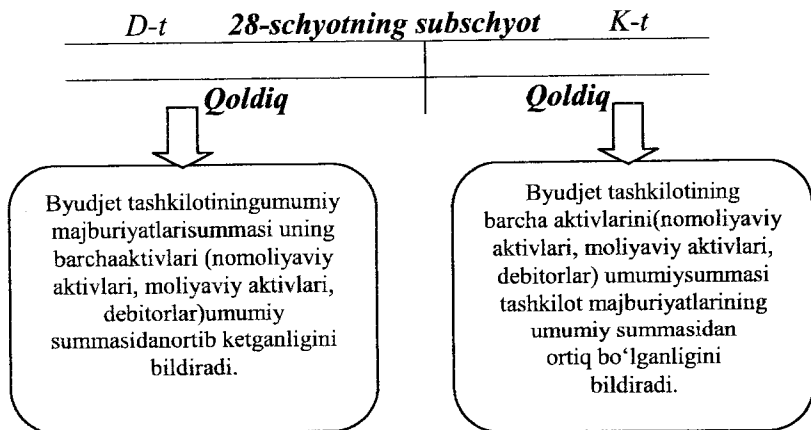 D-t 28-schyotning subschyot K-t
Qoldiq Qoldiq
Byudjet tashkilotiningumumiy
majburiyatlarisummasi uning
barchaaktivlari (nomoliyaviy
aktivlari, moliyaviy aktivlari,
debitorlar)umumiy
summasidanortib ketganligini
bildiradi.
Byudjet tashkilotining
barcha aktivlarini(nomoliyaviy
aktivlari, moliyaviy aktivlari,
debitorlar) umumiysummasi
tashkilot majburiyatlarining
umumiy summasidan
ortiq bo‘lganligini
bildiradi.